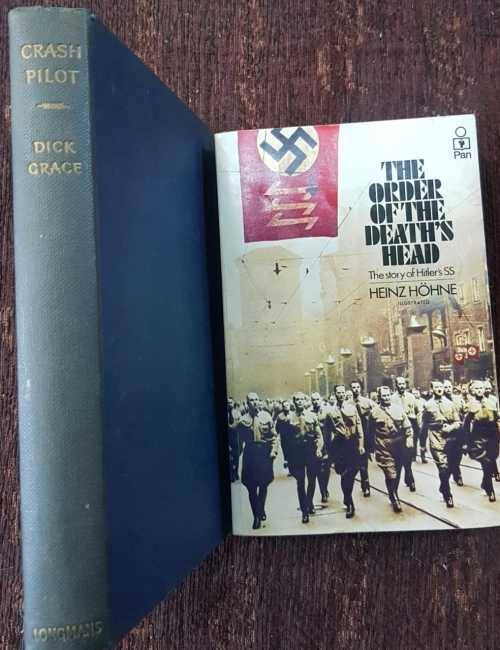 CRASH
PILOT
DICK
GRACE
LONGMANS
Pan
THE
ORDER
OF THE
DEATH'S
HEAD
The story of Hitler's SS
HEINZ HÖHNE
ILLUSTRATED